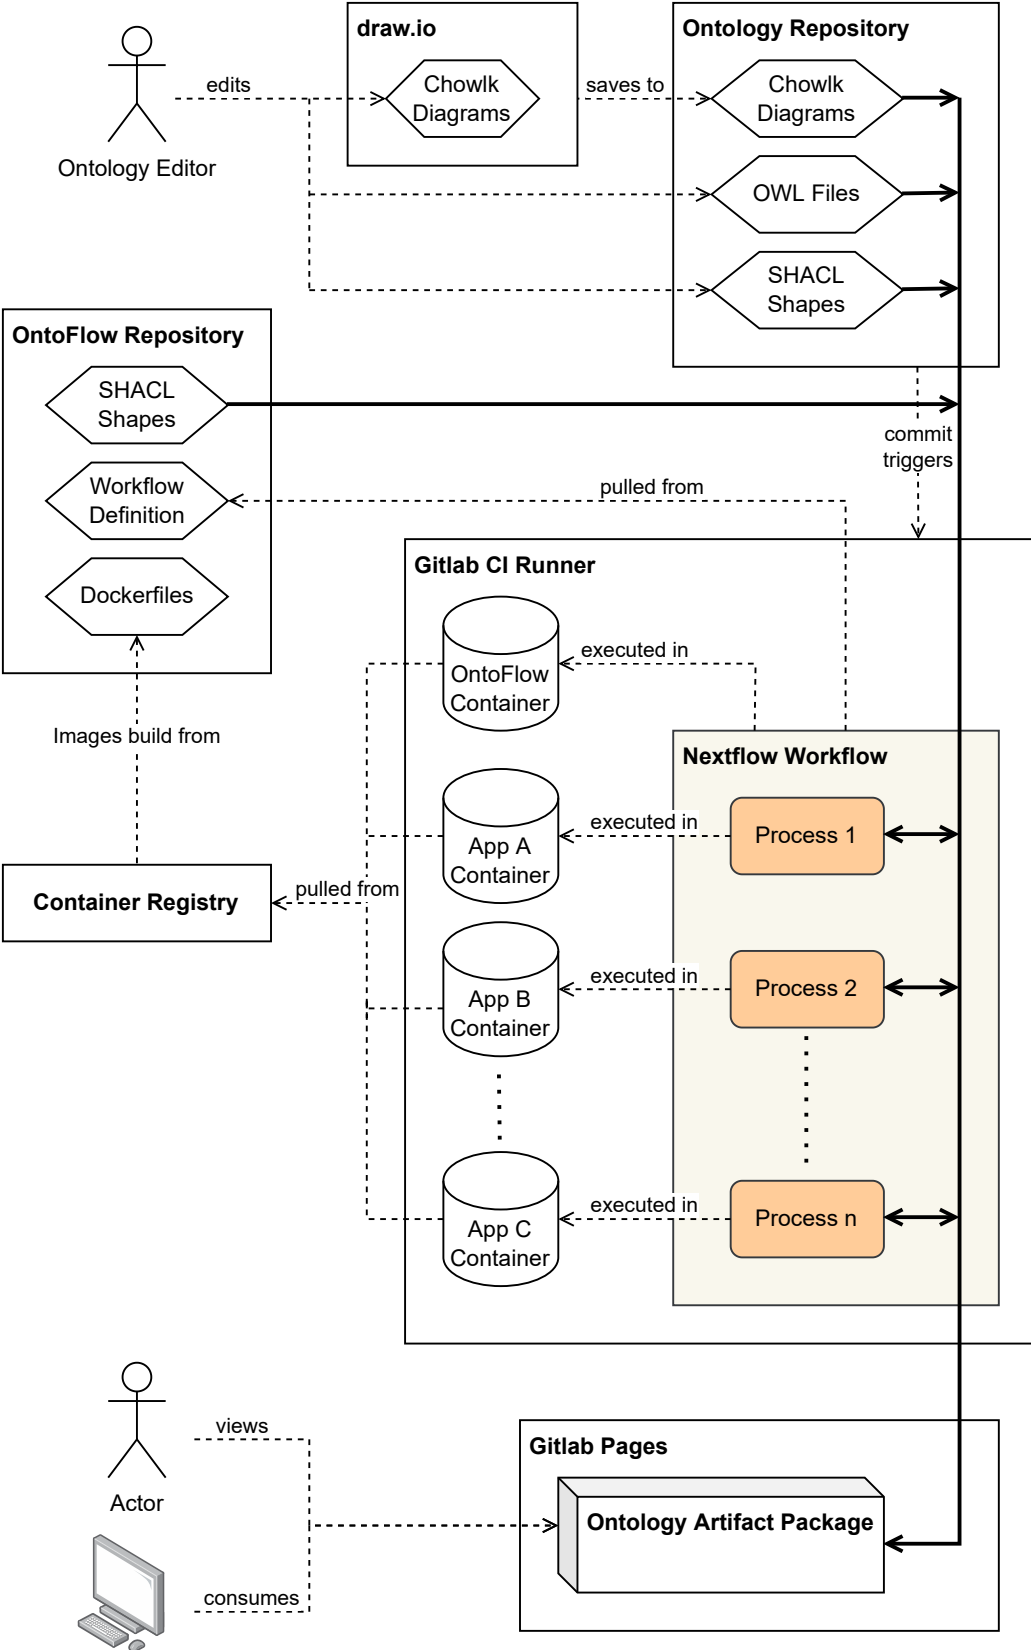 draw.io
Ontology Repository
edits
Chowlk
Diagrams
saves to
Chowlk
Diagrams
Ontology Editor
OWL Files
SHACL
Shapes
OntoFlow Repository
SHACL
Shapes
commit
triggers
Workflow
Definition
pulled from
Dockerfiles
Gitlab CI Runner
OntoFlow
Container
executed in
Images build from
Nextflow Workflow
App A
Container
executed in
Process 1
Container Registry
pulled from
App B
Container
executed in
Process 2
App C
Container
executed in
Process n
views
Actor
Gitlab Pages
Ontology Artifact Package
consumes